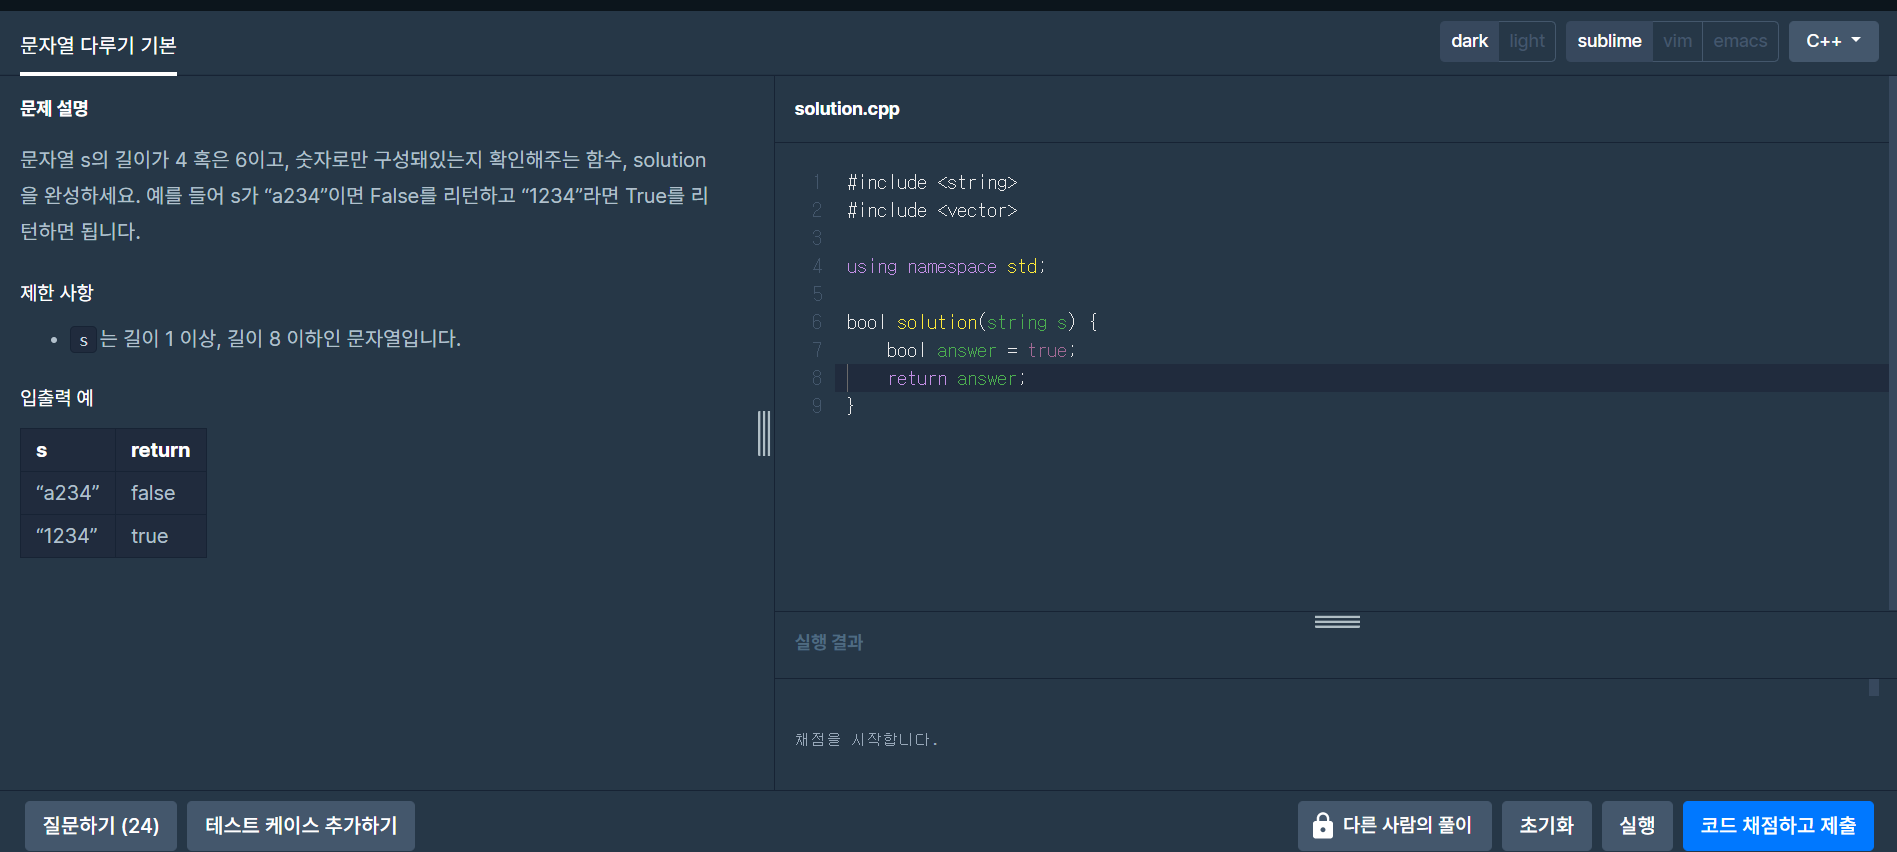 문자열 다루기 기본
dark light sublime vim emacs C++
문제 설명
문자열 s의 길이가 4 혹은 6이고, 숫자로만 구성돼있는지 확인해주는 함수, solution
을 완성하세요. 예를 들어 s가 “a234”이면 False를 리턴하고 “1234”라면 True를 리
턴하면 됩니다.
제한 사항
• s 는 길이 1 이상, 길이 8 이하인 문자열입니다.
입출력 예
s return
“a234” false
“1234” true
solution.cpp
1 #include <string>
2 #include <vector>
3
4 using namespace std;
5
6 bool solution(string s) {
7     bool answer = true;
8     return answer;
9 }
실행 결과
채점을 시작합니다.
질문하기 (24) 테스트 케이스 추가하기 다른 사람의 풀이 초기화 실행 코드 채점하고 제출